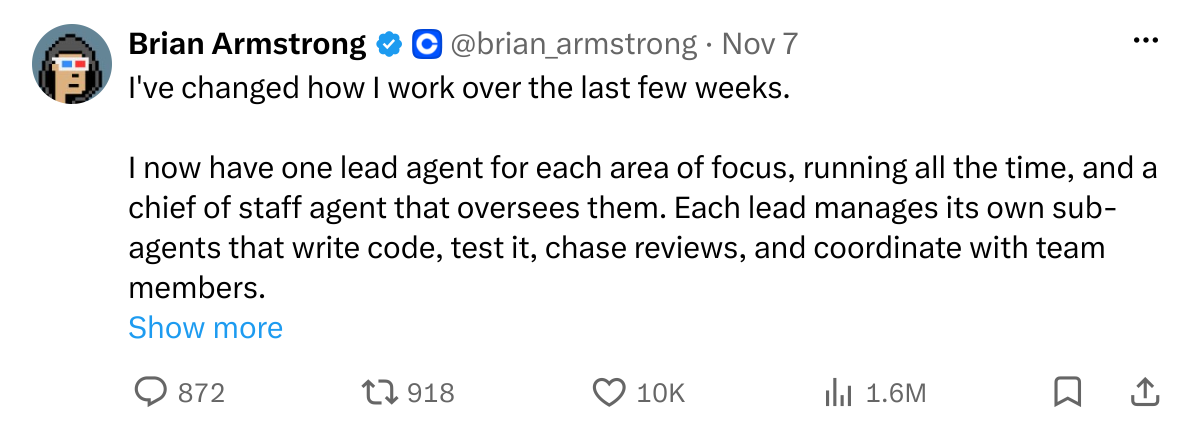 Brian Armstrong @brian_armstrong · Nov 7
I've changed how I work over the last few weeks.
I now have one lead agent for each area of focus, running all the time, and a
chief of staff agent that oversees them. Each lead manages its own sub-
agents that write code, test it, chase reviews, and coordinate with team
members.
Show more
872 918 10K 1.6M